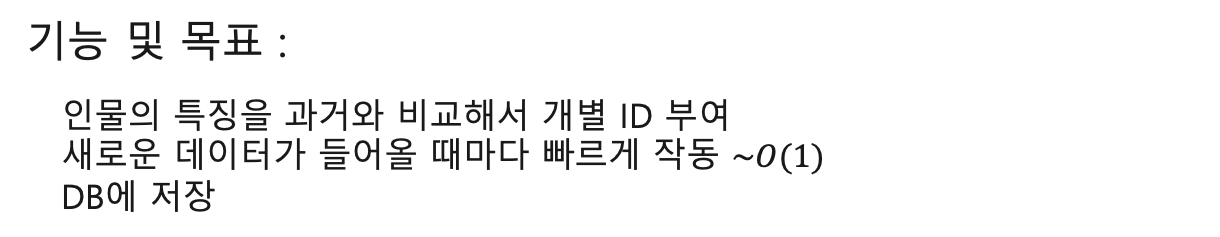 기능 및 목표 :
인물의 특징을 과거와 비교해서 개별 ID 부여
새로운 데이터가 들어올 때마다 빠르게 작동 ~O(1)
DB에 저장